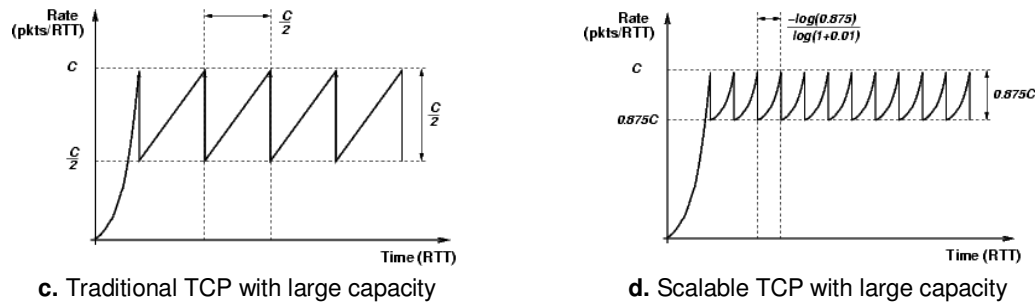 Rate
(pkts/RTT)
C
2
C
C
2
C
2
Time (RTT)
c. Traditional TCP with large capacity
Rate
(pkts/RTT)
−log(0.875)
log(1+0.01)
C
0.875C
0.875C
Time (RTT)
d. Scalable TCP with large capacity